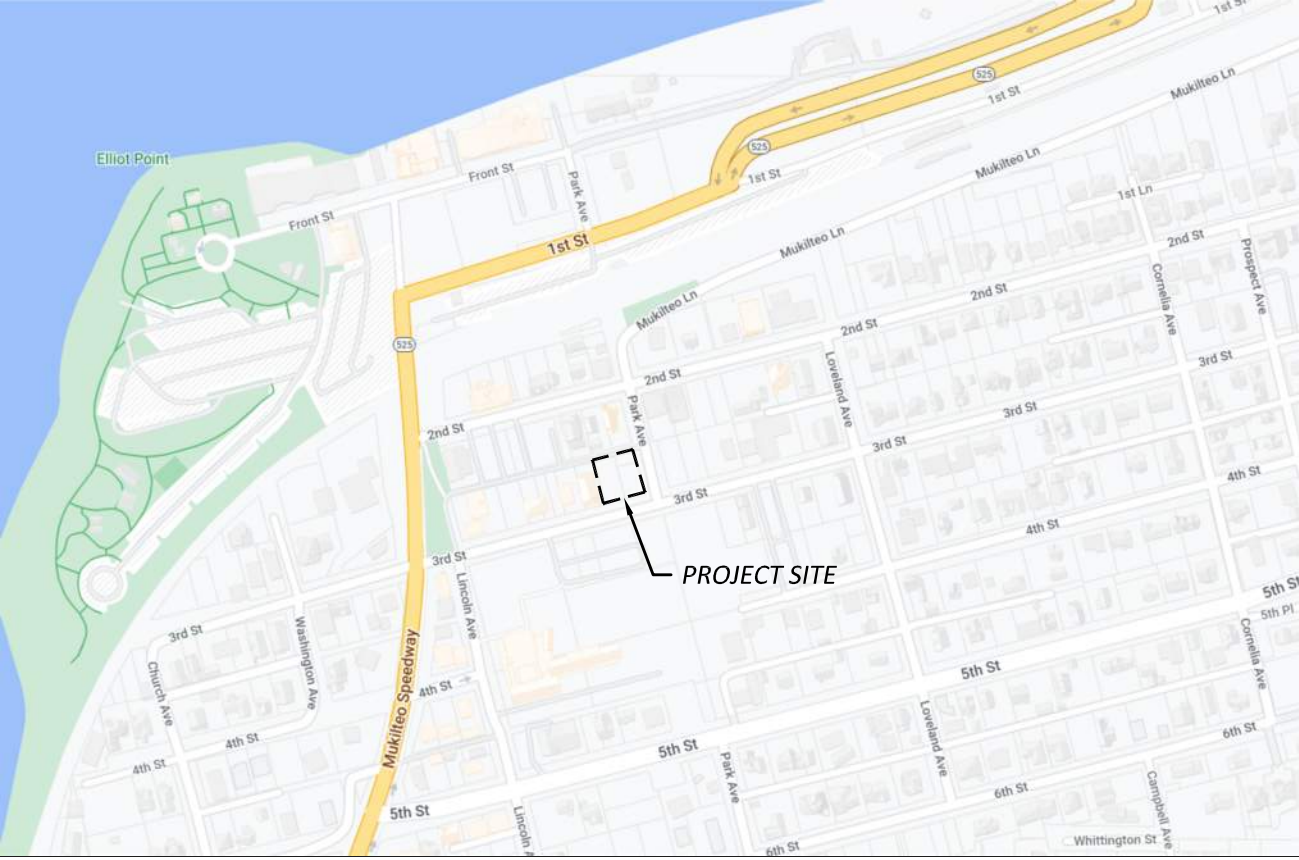 1st St
525
1st St
Mukilteo Ln
Elliot Point
525
1st St
Mukilteo Ln
Front St
Park Ave
1st Ln
Front St
1st St
Mukilteo Ln
2nd St
Prospect Ave
Cornelia Ave
2nd St
Mukilteo Ln
2nd St
525
Loveland Ave
3rd St
2nd St
Park Ave
3rd St
2nd St
3rd St
4th St
3rd St
4th St
3rd St
PROJECT SITE
5th St
5th Pl
Lincoln Ave
3rd St
Washington Ave
Cornelia Ave
Church Ave
Mukilteo Speedway
4th St
5th St
Loveland Ave
4th St
5th St
6th St
4th St
Park Ave
6th St
Campbell Ave
5th St
Lincoln A
Whittington St
6th St